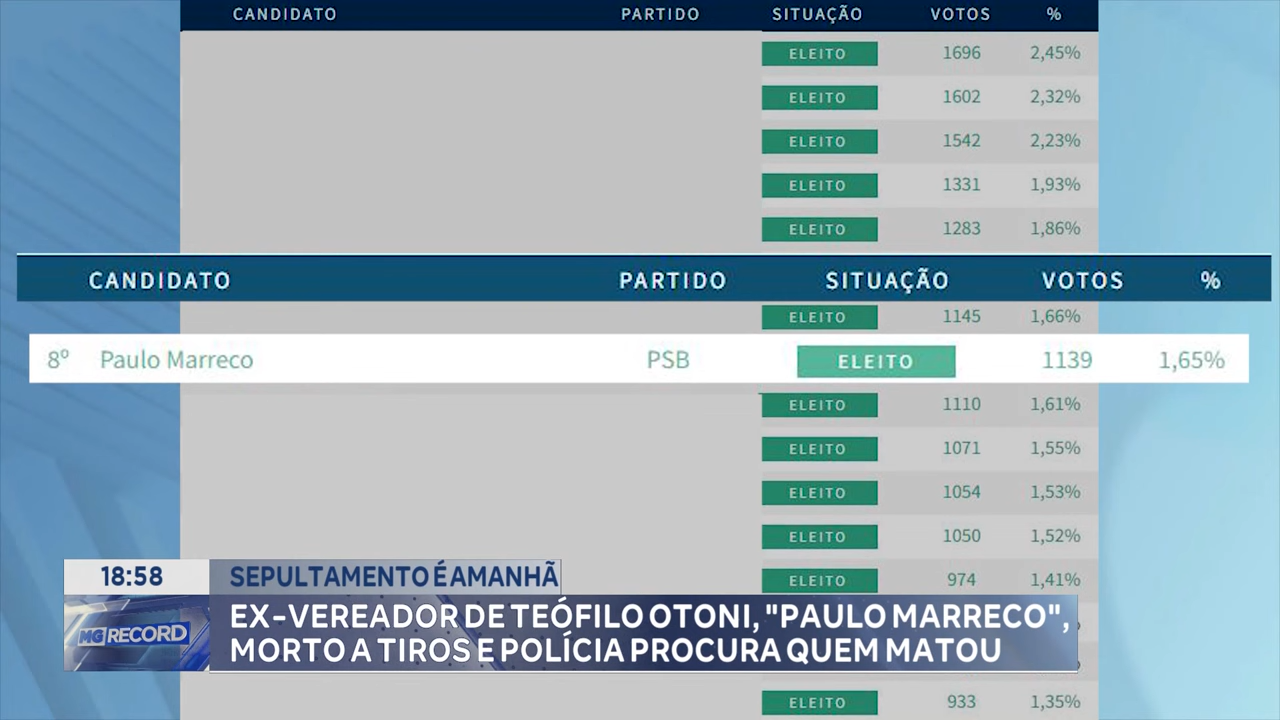 CANDIDATO PARTIDO SITUAÇÃO VOTOS %
ELEITO 1696 2,45%
ELEITO 1602 2,32%
ELEITO 1542 2,23%
ELEITO 1331 1,93%
ELEITO 1283 1,86%
CANDIDATO PARTIDO SITUAÇÃO VOTOS %
ELEITO 1145 1,66%
8º Paulo Marreco PSB ELEITO 1139 1,65%
ELEITO 1110 1,61%
ELEITO 1071 1,55%
ELEITO 1054 1,53%
ELEITO 1050 1,52%
ELEITO 974 1,41%
18:58 SEPULTAMENTO É AMANHÃ
MG RECORD
EX-VEREADOR DE TEÓFILO OTONI, "PAULO MARRECO",
MORTO A TIROS E POLÍCIA PROCURA QUEM MATOU
ELEITO 933 1,35%